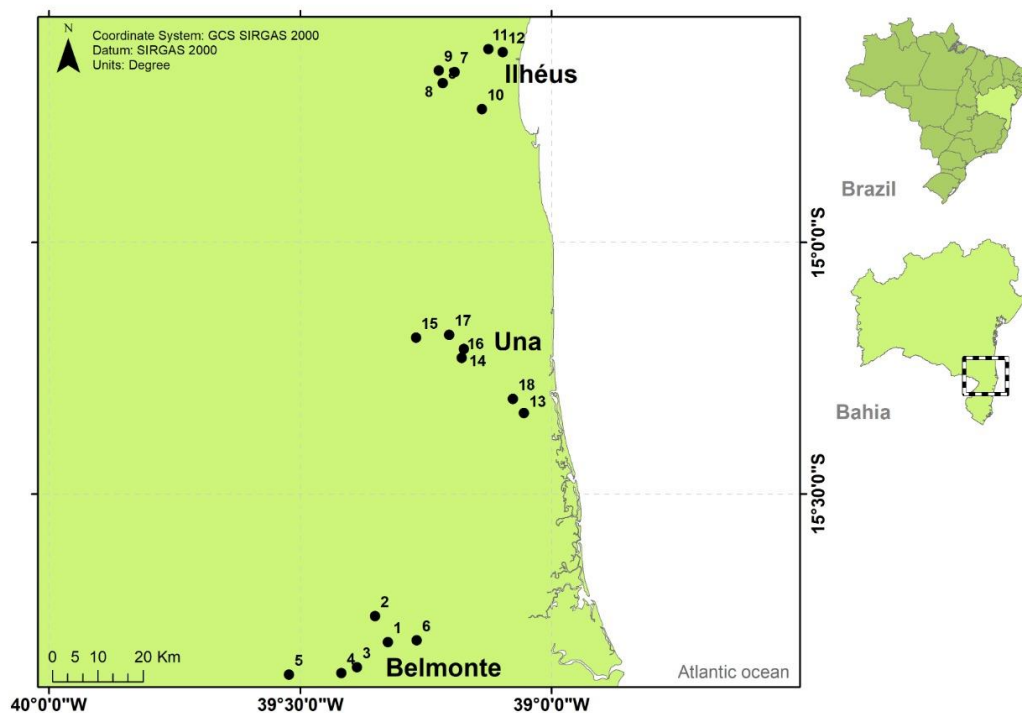 N
Coordinate System: GCS SIRGAS 2000
Datum: SIRGAS 2000
Units: Degree
11 12
9 7
Ilhéus
8
10
Brazil
15°0'0"S
15 17
16 Una
14
18
13
Bahia
15°30'0"S
2
1 6
5 4 3
Belmonte
0 5 10 20 Km
Atlantic ocean
40°0'0"W 39°30'0"W 39°0'0"W